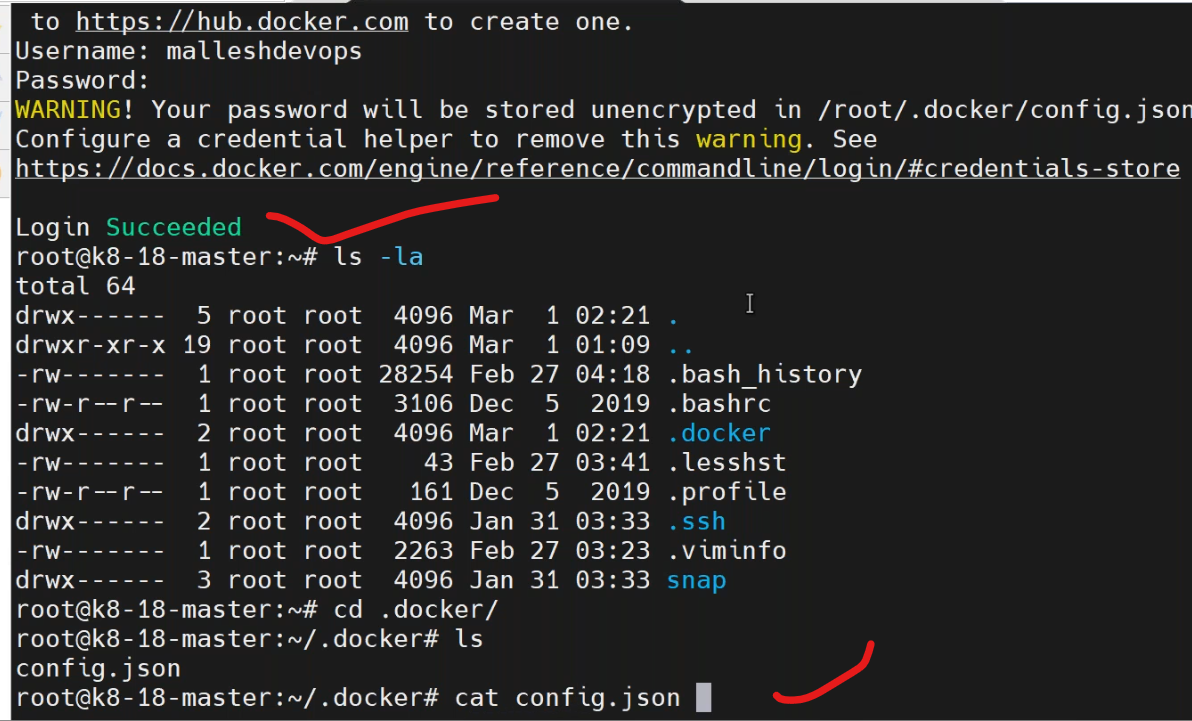 to https://hub.docker.com to create one.
Username: malleshdevops
Password:
WARNING! Your password will be stored unencrypted in /root/.docker/config.json
Configure a credential helper to remove this warning. See
https://docs.docker.com/engine/reference/commandline/login/#credentials-store
Login Succeeded
root@k8-18-master:~# ls -la
total 64
drwx------  5 root root  4096 Mar  1 02:21 .
drwxr-xr-x 19 root root  4096 Mar  1 01:09 ..
-rw-------  1 root root 28254 Feb 27 04:18 .bash_history
-rw-r--r--  1 root root  3106 Dec  5  2019 .bashrc
drwx------  2 root root  4096 Mar  1 02:21 .docker
-rw-------  1 root root    43 Feb 27 03:41 .lesshst
-rw-r--r--  1 root root   161 Dec  5  2019 .profile
drwx------  2 root root  4096 Jan 31 03:33 .ssh
-rw-------  1 root root  2263 Feb 27 03:23 .viminfo
drwx------  3 root root  4096 Jan 31 03:33 snap
root@k8-18-master:~# cd .docker/
root@k8-18-master:~/.docker# ls
config.json
root@k8-18-master:~/.docker# cat config.json